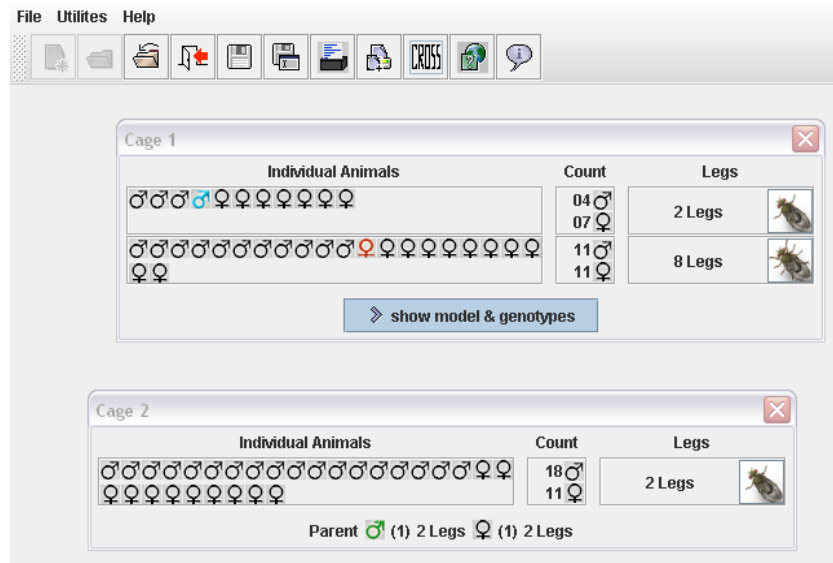 File Utilites Help
CROSS
Cage 1
Individual Animals Count Legs
04
07
2 Legs
11
11
8 Legs
show model & genotypes
Cage 2
Individual Animals Count Legs
18
11
2 Legs
Parent (1) 2 Legs (1) 2 Legs